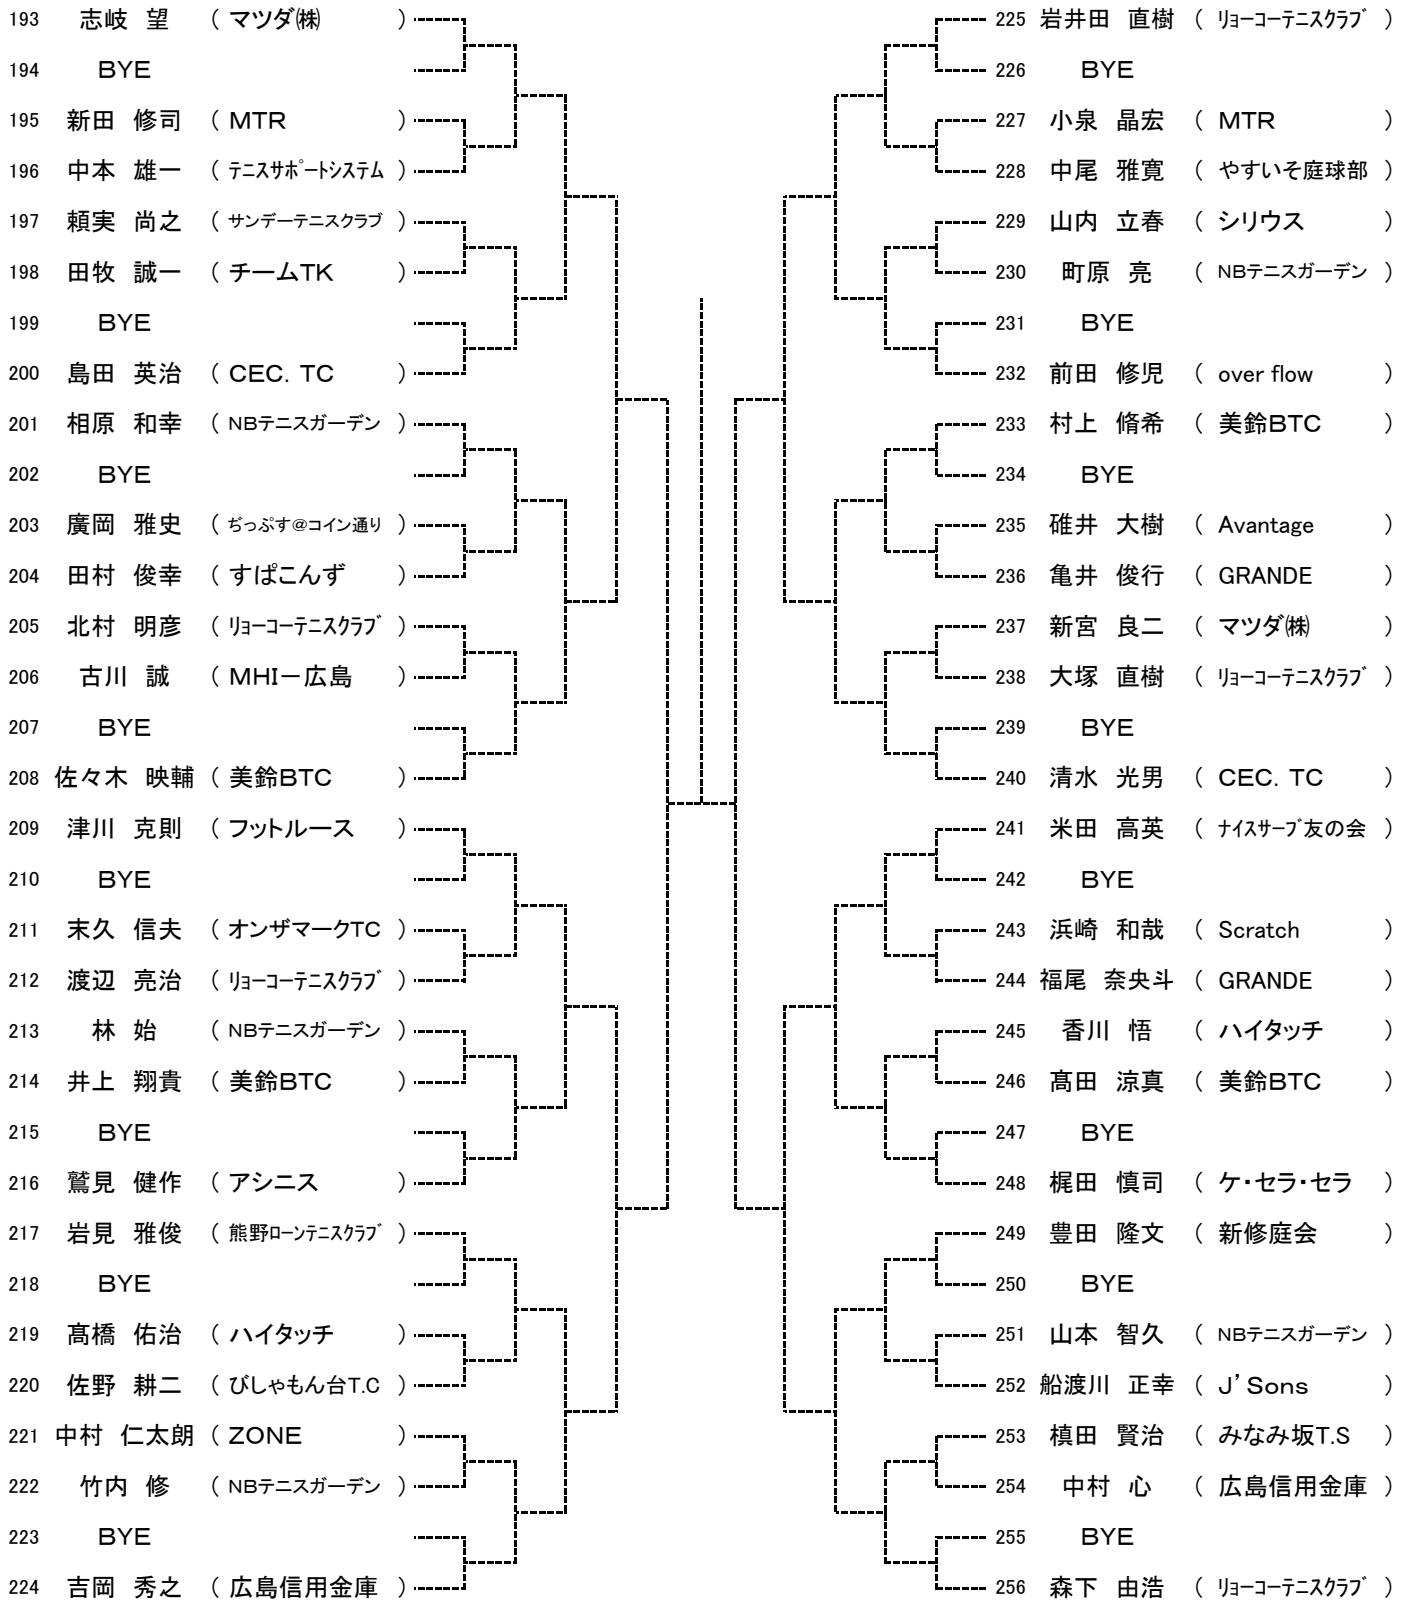 193 志岐 望 ( マツダ㈱ )
194 BYE
195 新田 修司 ( MTR )
196 中本 雄一 ( テニスサポートシステム )
197 頼実 尚之 ( サンデーテニスクラブ )
198 田牧 誠一 ( チームTK )
199 BYE
200 島田 英治 ( CEC. TC )
201 相原 和幸 ( NBテニスガーデン )
202 BYE
203 廣岡 雅史 ( ぢっぷす@コイン通り )
204 田村 俊幸 ( すぱこんず )
205 北村 明彦 ( リョーコーテニスクラブ )
206 古川 誠 ( MHI-広島 )
207 BYE
208 佐々木 映輔 ( 美鈴BTC )
209 津川 克則 ( フットルース )
210 BYE
211 末久 信夫 ( オンザマークTC )
212 渡辺 亮治 ( リョーコーテニスクラブ )
213 林 始 ( NBテニスガーデン )
214 井上 翔貴 ( 美鈴BTC )
215 BYE
216 鷲見 健作 ( アシニス )
217 岩見 雅俊 ( 熊野ローンテニスクラブ )
218 BYE
219 髙橋 佑治 ( ハイタッチ )
220 佐野 耕二 ( びしゃもん台T.C )
221 中村 仁太朗 ( ZONE )
222 竹内 修 ( NBテニスガーデン )
223 BYE
224 吉岡 秀之 ( 広島信用金庫 )
225 岩井田 直樹 ( リョーコーテニスクラブ )
226 BYE
227 小泉 晶宏 ( MTR )
228 中尾 雅寛 ( やすいそ庭球部 )
229 山内 立春 ( シリウス )
230 町原 亮 ( NBテニスガーデン )
231 BYE
232 前田 修児 ( over flow )
233 村上 脩希 ( 美鈴BTC )
234 BYE
235 碓井 大樹 ( Avantage )
236 亀井 俊行 ( GRANDE )
237 新宮 良二 ( マツダ㈱ )
238 大塚 直樹 ( リョーコーテニスクラブ )
239 BYE
240 清水 光男 ( CEC. TC )
241 米田 高英 ( ナイスサーブ友の会 )
242 BYE
243 浜崎 和哉 ( Scratch )
244 福尾 奈央斗 ( GRANDE )
245 香川 悟 ( ハイタッチ )
246 髙田 涼真 ( 美鈴BTC )
247 BYE
248 梶田 慎司 ( ケ・セラ・セラ )
249 豊田 隆文 ( 新修庭会 )
250 BYE
251 山本 智久 ( NBテニスガーデン )
252 船渡川 正幸 ( J'Sons )
253 槙田 賢治 ( みなみ坂T.S )
254 中村 心 ( 広島信用金庫 )
255 BYE
256 森下 由浩 ( リョーコーテニスクラブ )